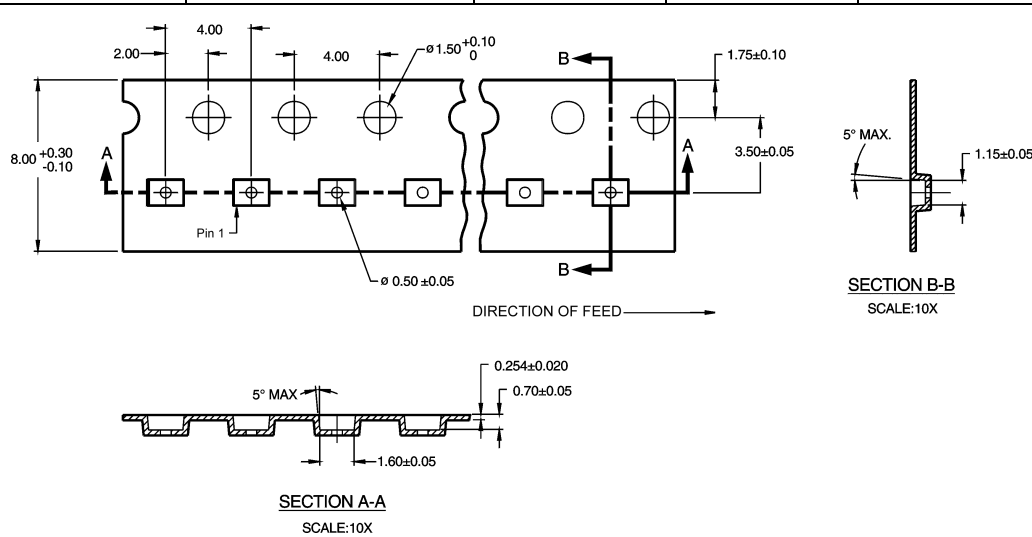 4.00
2.00
4.00
ø1.50 +0.10
0
B
1.75±0.10
8.00 +0.30
-0.10
A
A
3.50±0.05
5° MAX.
1.15±0.05
Pin 1
ø 0.50 ±0.05
B
SECTION B-B
SCALE:10X
DIRECTION OF FEED
0.254±0.020
5° MAX
0.70±0.05
1.60±0.05
SECTION A-A
SCALE:10X